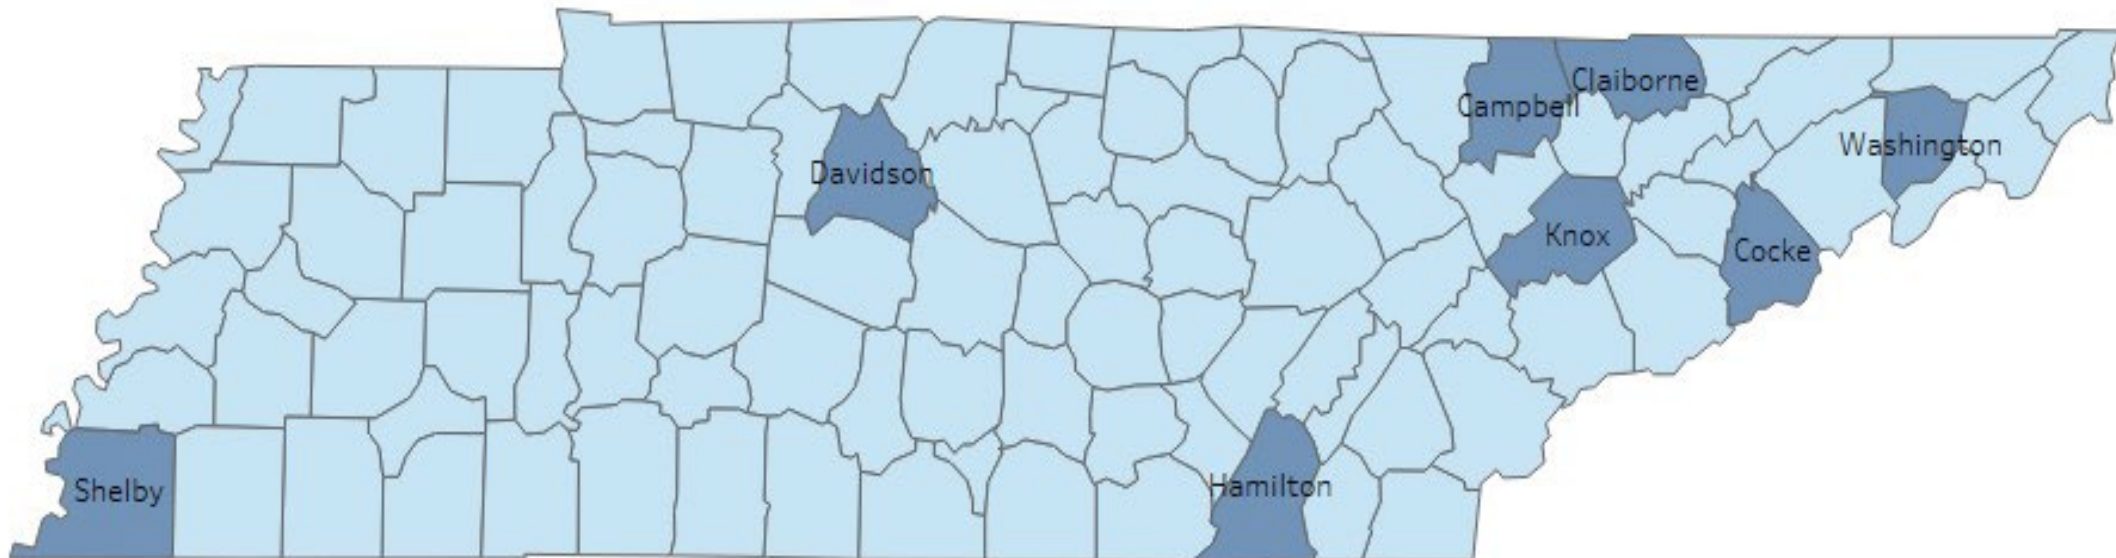 Claiborne
Campbell
Washington
Davidson
Knox
Cocke
Hamilton
Shelby